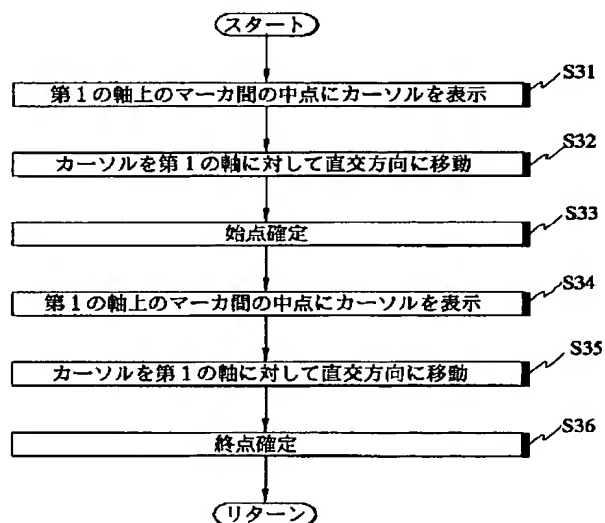 スタート
S31
第1の軸上のマーカ間の中点にカーソルを表示
S32
カーソルを第1の軸に対して直交方向に移動
S33
始点確定
S34
第1の軸上のマーカ間の中点にカーソルを表示
S35
カーソルを第1の軸に対して直交方向に移動
S36
終点確定
リターン